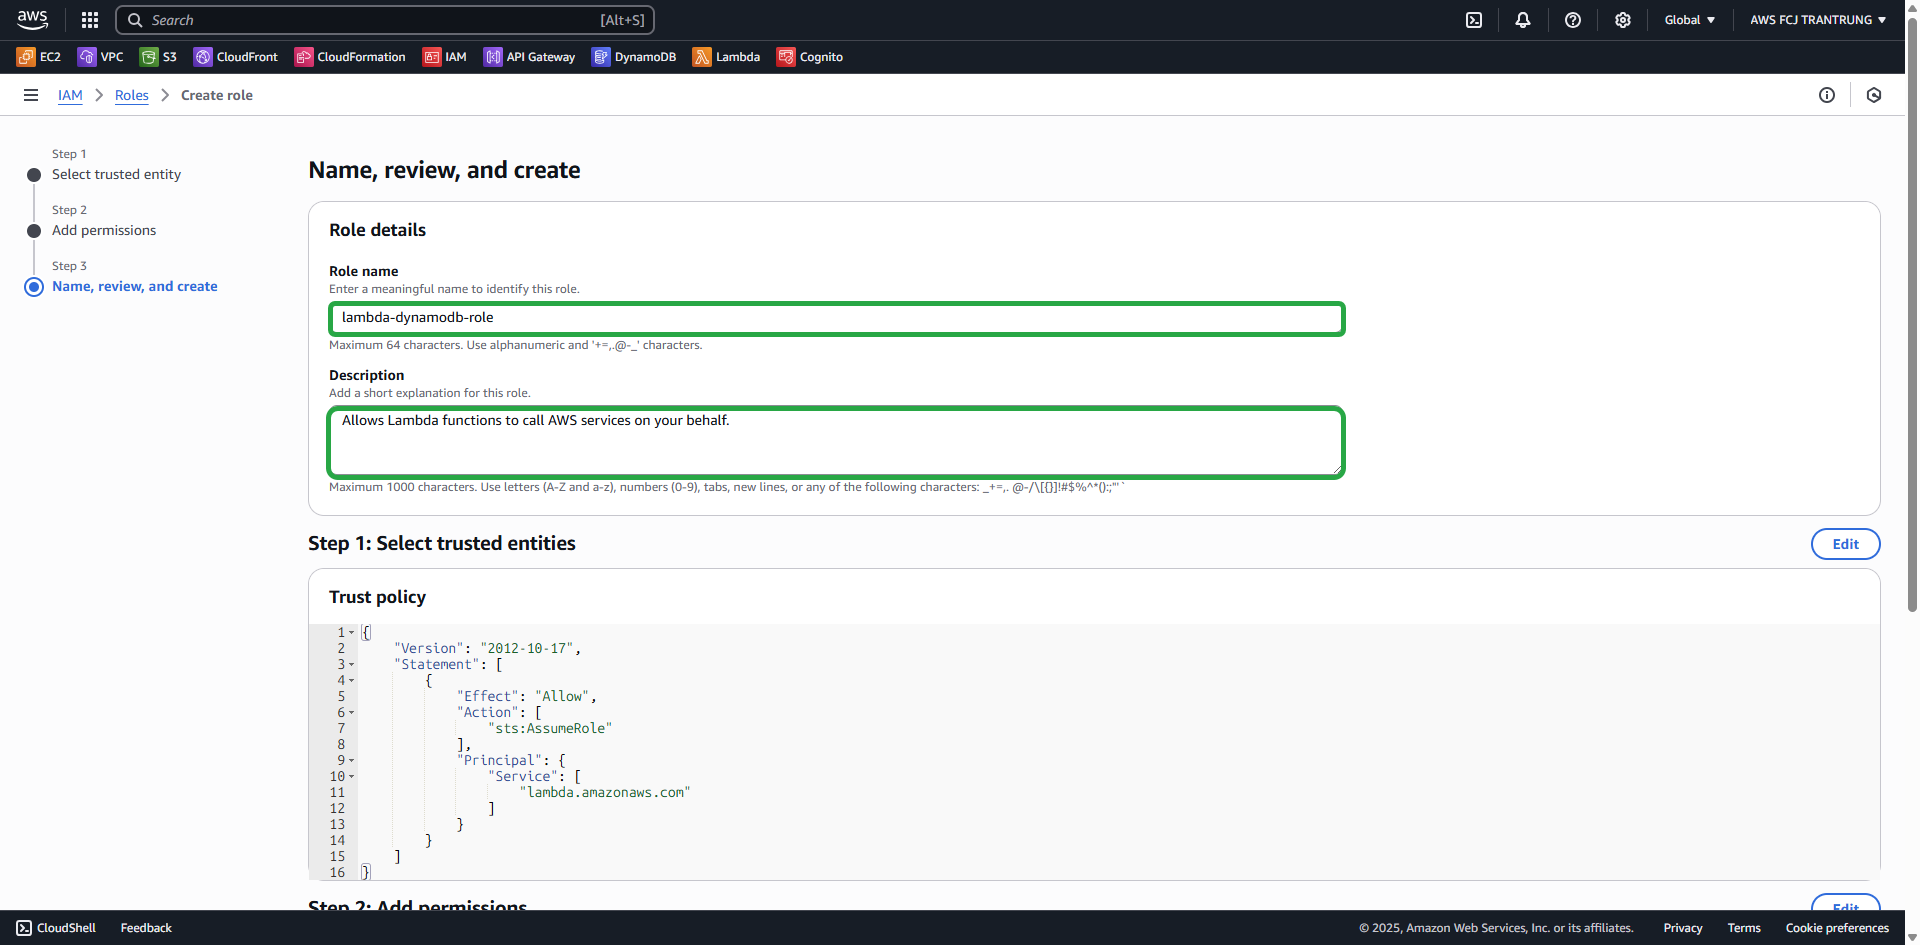 aws
Search [Alt+S]
Global
AWS FCJ TRANTRUNG
EC2 VPC S3 CloudFront CloudFormation IAM API Gateway DynamoDB Lambda Cognito
IAM > Roles > Create role
Step 1
Select trusted entity
Step 2
Add permissions
Step 3
Name, review, and create
Name, review, and create
Role details
Role name
Enter a meaningful name to identify this role.
lambda-dynamodb-role
Maximum 64 characters. Use alphanumeric and '+=,.@-_' characters.
Description
Add a short explanation for this role.
Allows Lambda functions to call AWS services on your behalf.
Maximum 1000 characters. Use letters (A-Z and a-z), numbers (0-9), tabs, new lines, or any of the following characters: _+=,. @-/\[{}]!#$%^*();:"'`
Step 1: Select trusted entities
Edit
Trust policy
1 {
2 "Version": "2012-10-17",
3 "Statement": [
4 {
5 "Effect": "Allow",
6 "Action": [
7 "sts:AssumeRole"
8 ],
9 "Principal": {
10 "Service": [
11 "lambda.amazonaws.com"
12 ]
13 }
14 }
15 ]
16 }
Step 2: Add permissions
Edit
CloudShell Feedback
© 2025, Amazon Web Services, Inc. or its affiliates. Privacy Terms Cookie preferences